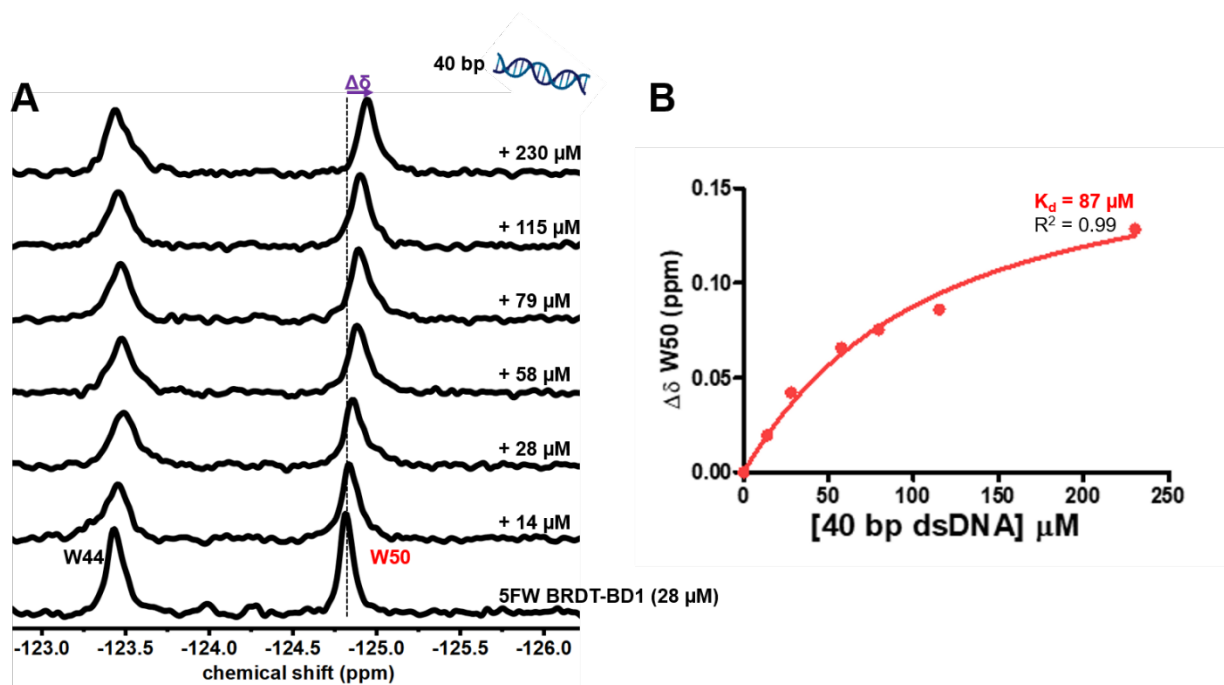 40 bp
A
Δδ
+ 230 µM
+ 115 µM
+ 79 µM
+ 58 µM
+ 28 µM
+ 14 µM
W44
W50
5FW BRDT-BD1 (28 µM)
-123.0 -123.5 -124.0 -124.5 -125.0 -125.5 -126.0
chemical shift (ppm)
B
K_d = 87 µM
R² = 0.99
Δδ W50 (ppm)
0.15
0.10
0.05
0.00
0 50 100 150 200 250
[40 bp dsDNA] µM